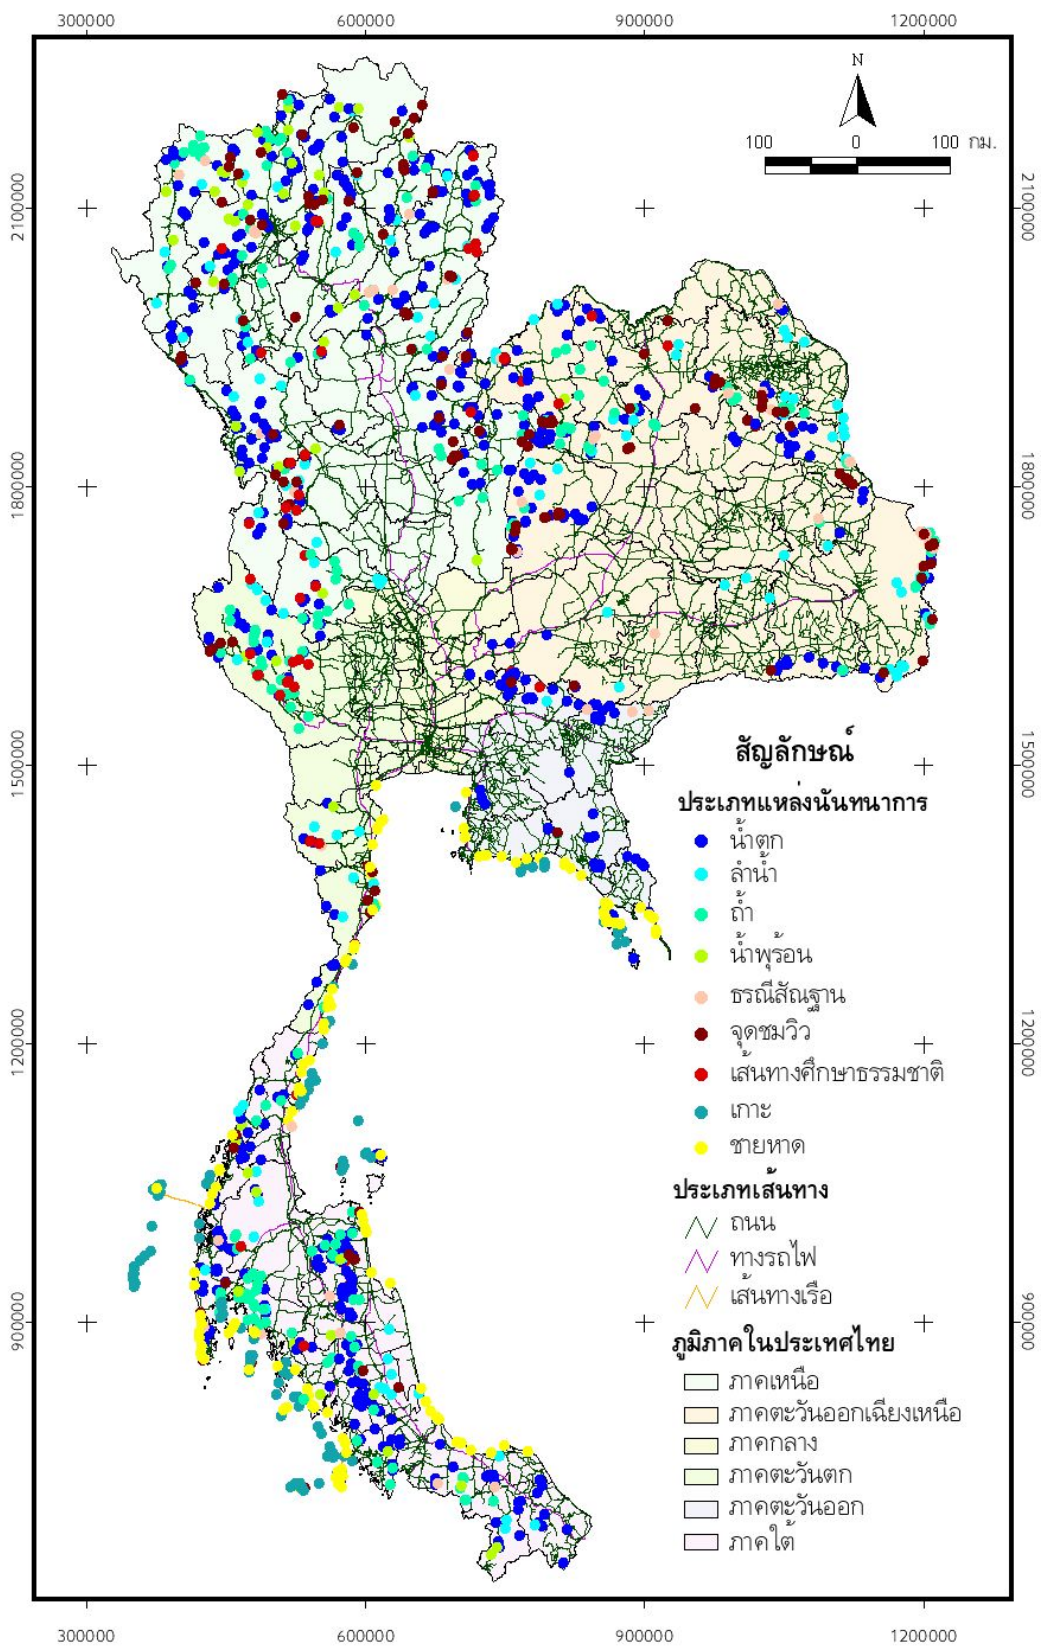 300000 600000 900000 1200000
N
100 0 100 กม.
2100000 2100000
1800000 1800000
1500000 1500000
1200000 1200000
900000 900000
สัญลักษณ์
ประเภทแหล่งนันทนาการ
น้ำตก
ลำน้ำ
ถ้ำ
น้ำพุร้อน
ธรณีสัณฐาน
จุดชมวิว
เส้นทางศึกษาธรรมชาติ
เกาะ
ชายหาด
ประเภทเส้นทาง
ถนน
ทางรถไฟ
เส้นทางเรือ
ภูมิภาคในประเทศไทย
ภาคเหนือ
ภาคตะวันออกเฉียงเหนือ
ภาคกลาง
ภาคตะวันตก
ภาคตะวันออก
ภาคใต้
300000 600000 900000 1200000